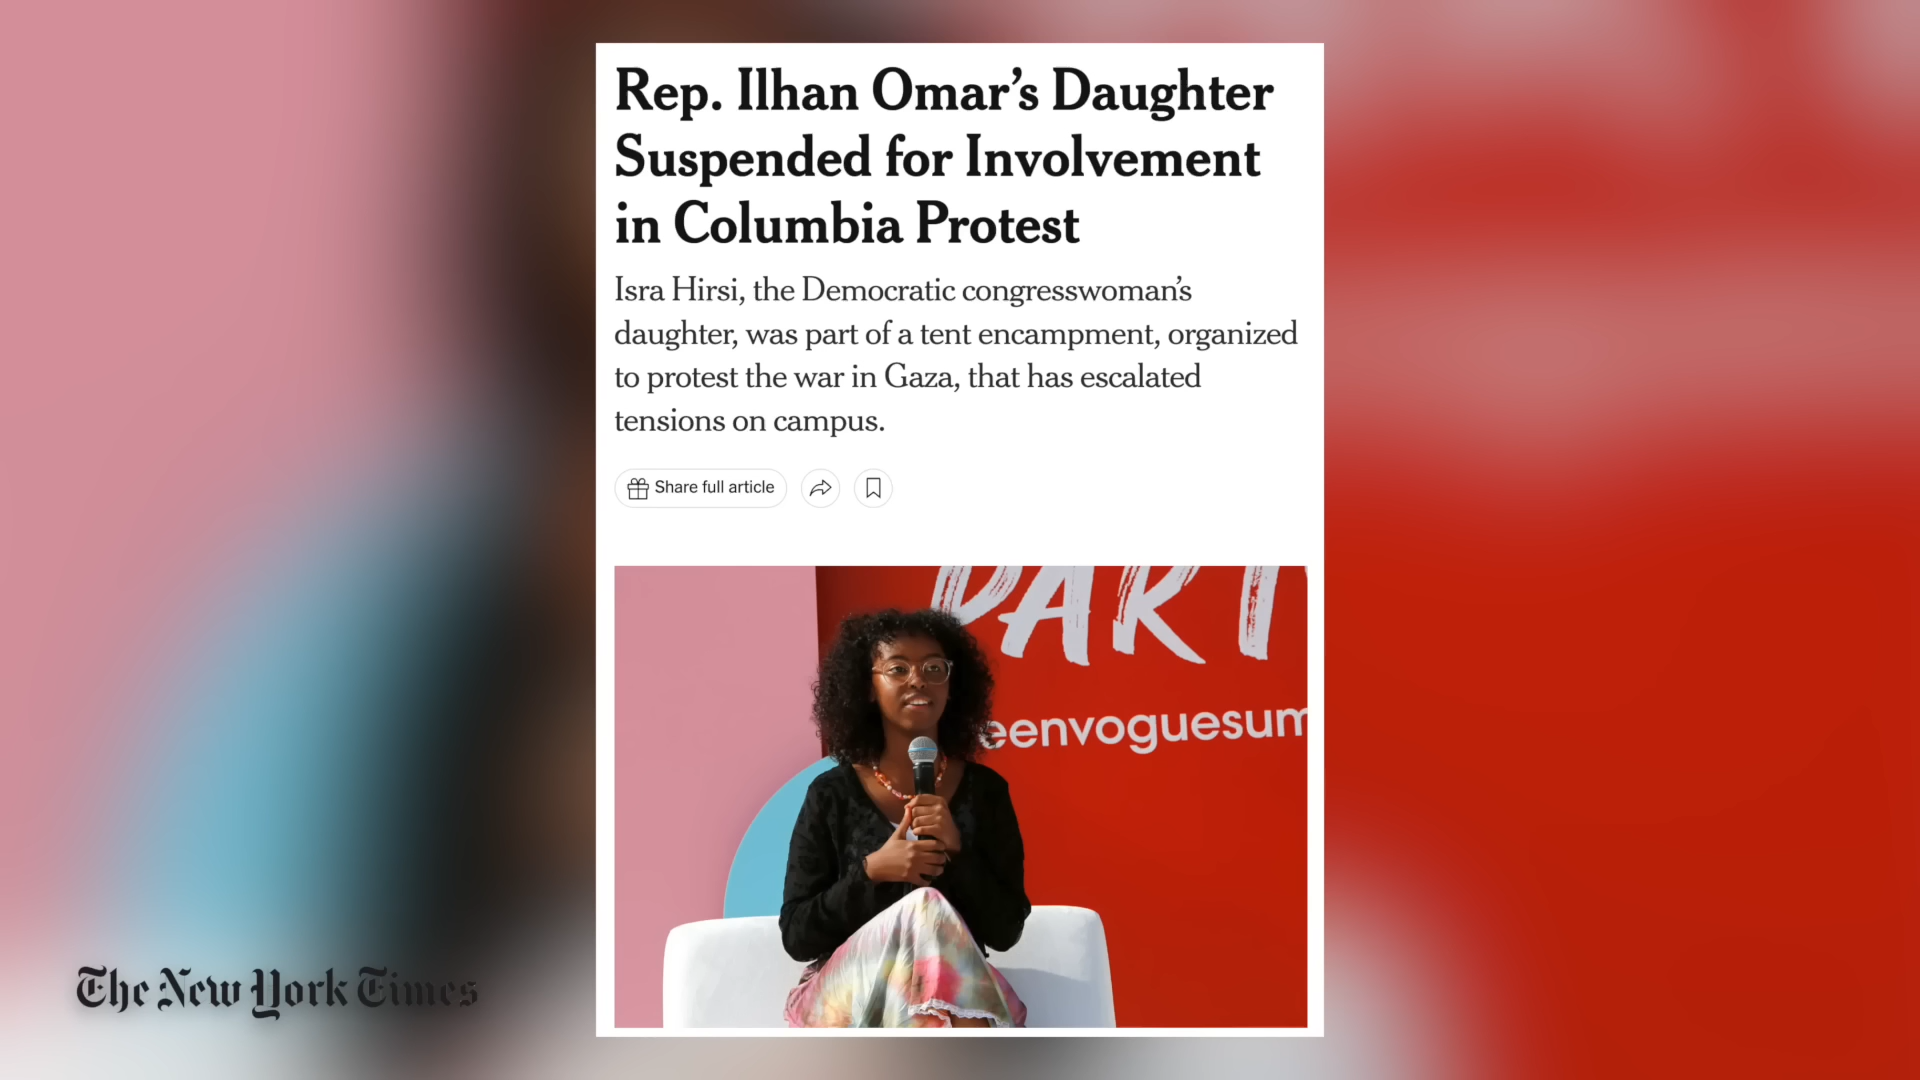 Rep. Ilhan Omar’s Daughter
Suspended for Involvement
in Columbia Protest
Isra Hirsi, the Democratic congresswoman’s
daughter, was part of a tent encampment, organized
to protest the war in Gaza, that has escalated
tensions on campus.
Share full article
PART
eenvoguesum
The New York Times